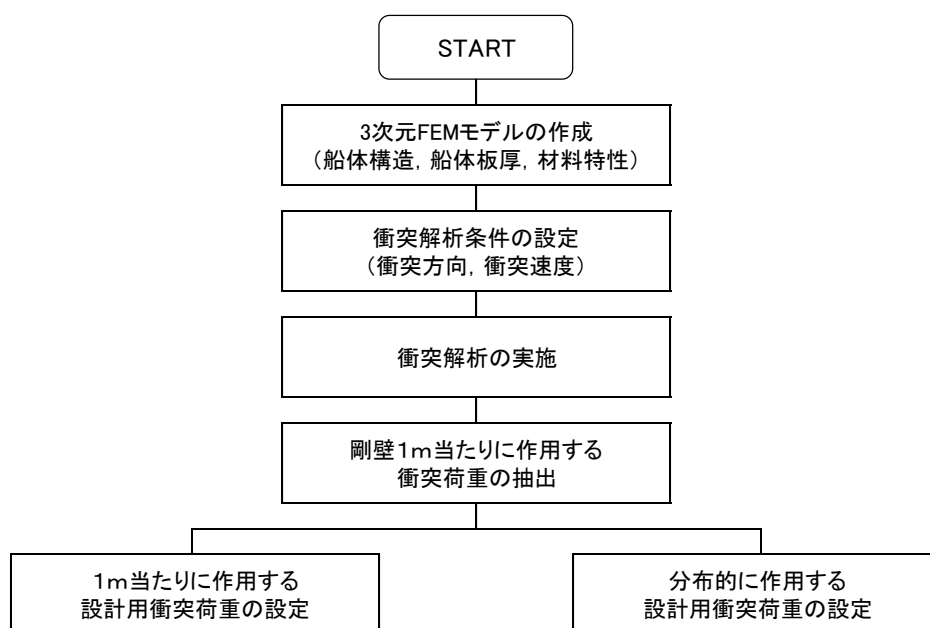 START
3次元FEMモデルの作成
（船体構造，船体板厚，材料特性）
衝突解析条件の設定
（衝突方向，衝突速度）
衝突解析の実施
剛壁１ｍ当たりに作用する
衝突荷重の抽出
１ｍ当たりに作用する
設計用衝突荷重の設定
分布的に作用する
設計用衝突荷重の設定